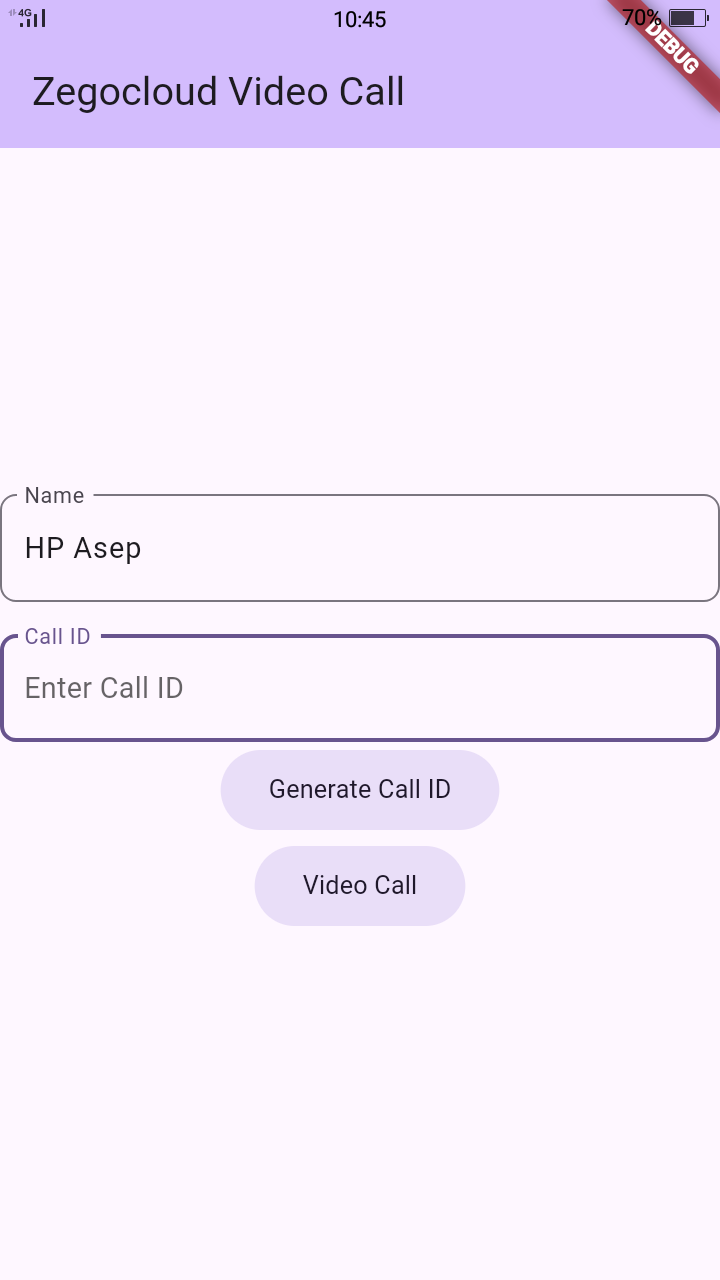 4G 10:45 70%
DEBUG
Zegocloud Video Call
Name
HP Asep
Call ID
Enter Call ID
Generate Call ID
Video Call